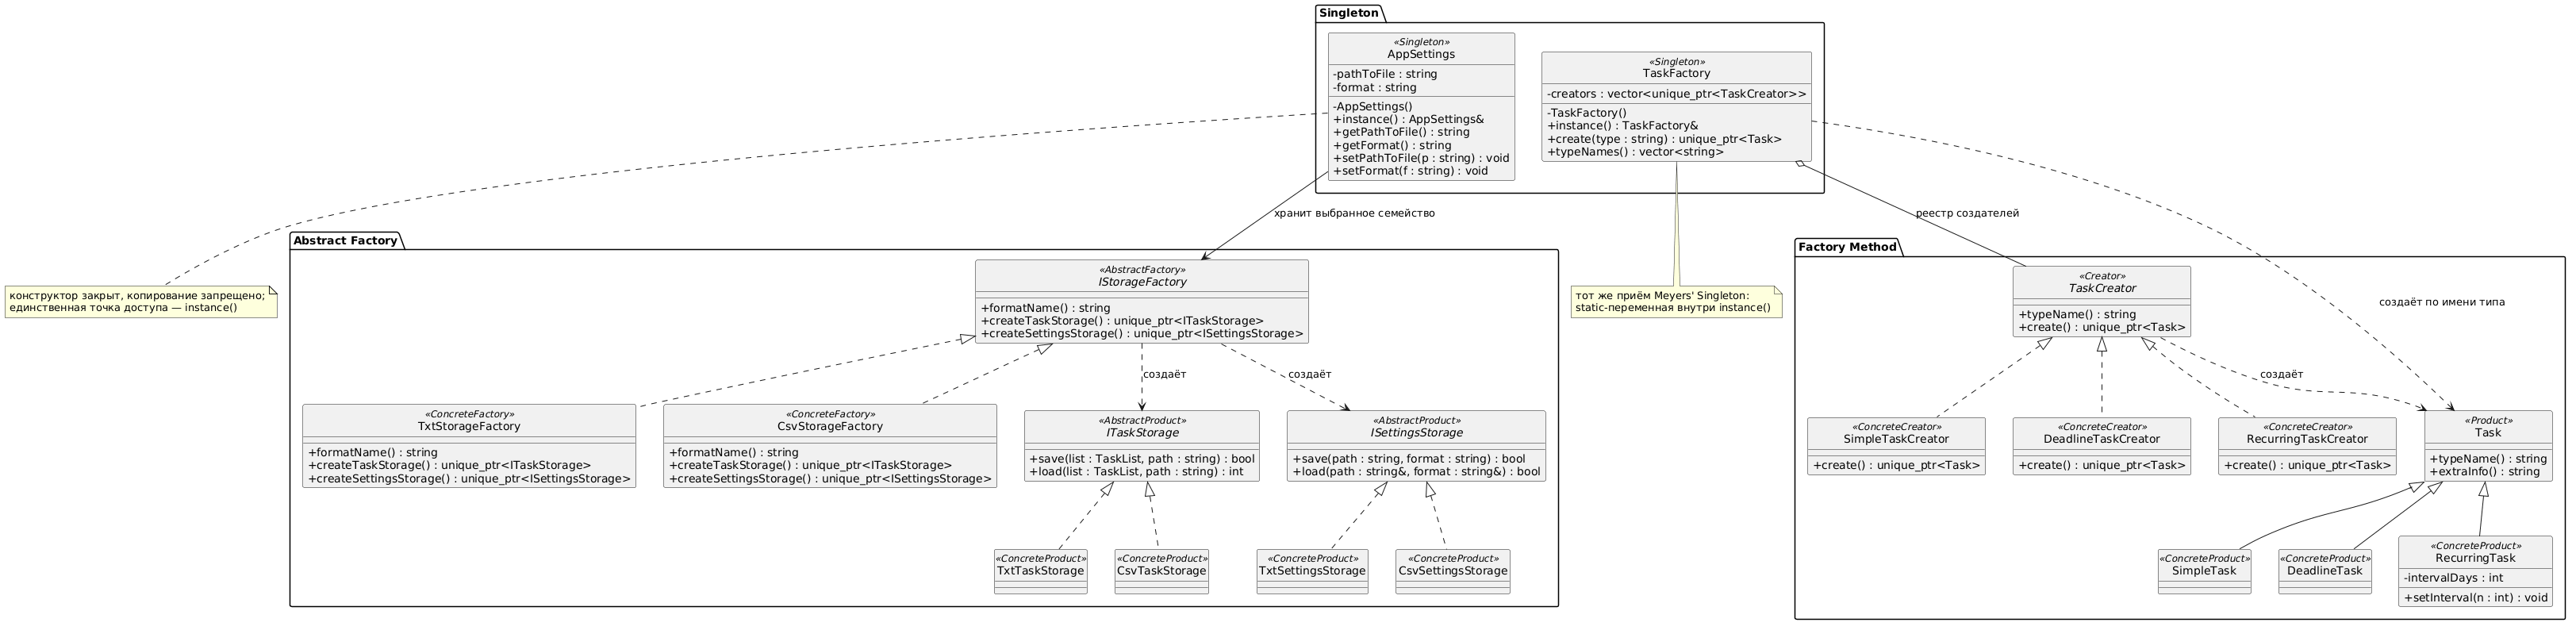 Singleton
«Singleton»
AppSettings
-pathToFile : string
-format : string
-AppSettings()
+instance() : AppSettings&
+getPathToFile() : string
+getFormat() : string
+setPathToFile(p : string) : void
+setFormat(f : string) : void
«Singleton»
TaskFactory
-creators : vector<unique_ptr<TaskCreator>>
-TaskFactory()
+instance() : TaskFactory&
+create(type : string) : unique_ptr<Task>
+typeNames() : vector<string>
хранит выбранное семейство
реестр создателей
создаёт по имени типа
конструктор закрыт, копирование запрещено;
единственная точка доступа — instance()
тот же приём Meyers' Singleton:
static-переменная внутри instance()
Abstract Factory
«AbstractFactory»
IStorageFactory
+formatName() : string
+createTaskStorage() : unique_ptr<ITaskStorage>
+createSettingsStorage() : unique_ptr<ISettingsStorage>
создаёт
создаёт
«ConcreteFactory»
TxtStorageFactory
+formatName() : string
+createTaskStorage() : unique_ptr<ITaskStorage>
+createSettingsStorage() : unique_ptr<ISettingsStorage>
«ConcreteFactory»
CsvStorageFactory
+formatName() : string
+createTaskStorage() : unique_ptr<ITaskStorage>
+createSettingsStorage() : unique_ptr<ISettingsStorage>
«AbstractProduct»
ITaskStorage
+save(list : TaskList, path : string) : bool
+load(list : TaskList, path : string) : int
«AbstractProduct»
ISettingsStorage
+save(path : string, format : string) : bool
+load(path : string&, format : string&) : bool
«ConcreteProduct»
TxtTaskStorage
«ConcreteProduct»
CsvTaskStorage
«ConcreteProduct»
TxtSettingsStorage
«ConcreteProduct»
CsvSettingsStorage
Factory Method
«Creator»
TaskCreator
+typeName() : string
+create() : unique_ptr<Task>
создаёт
«ConcreteCreator»
SimpleTaskCreator
+create() : unique_ptr<Task>
«ConcreteCreator»
DeadlineTaskCreator
+create() : unique_ptr<Task>
«ConcreteCreator»
RecurringTaskCreator
+create() : unique_ptr<Task>
«Product»
Task
+typeName() : string
+extraInfo() : string
«ConcreteProduct»
SimpleTask
«ConcreteProduct»
DeadlineTask
«ConcreteProduct»
RecurringTask
-intervalDays : int
+setInterval(n : int) : void